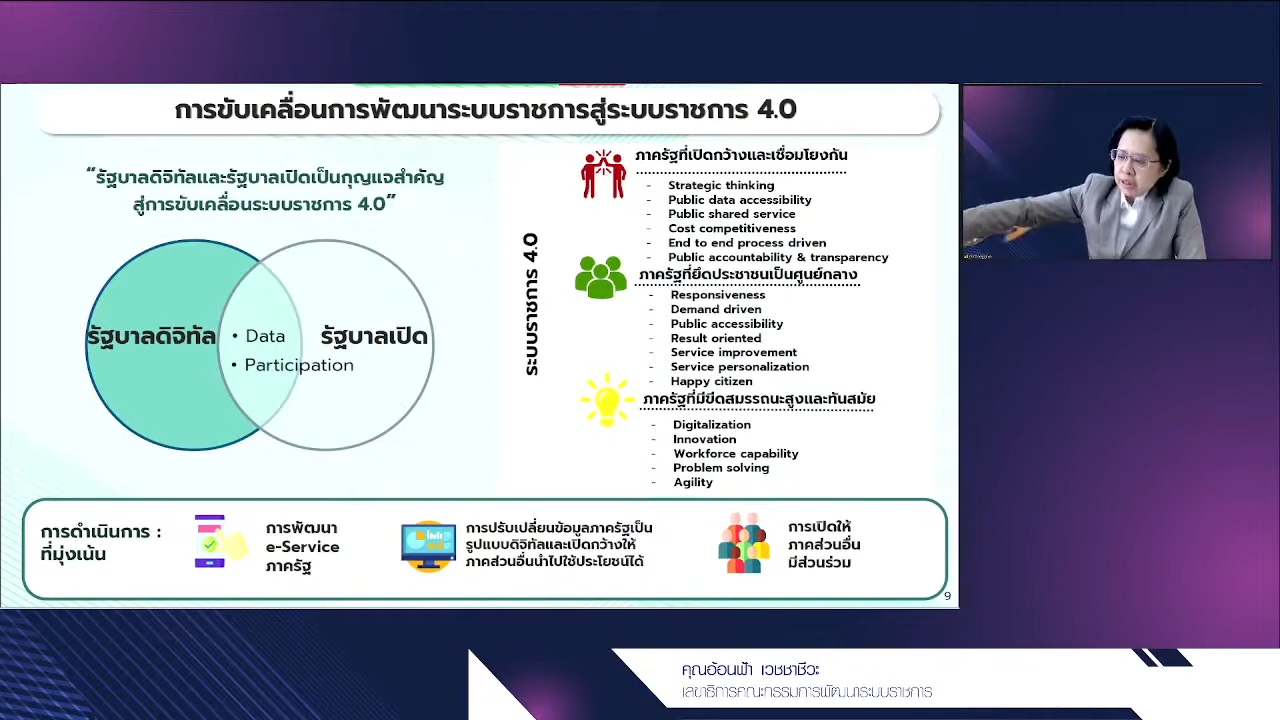 การขับเคลื่อนการพัฒนาระบบราชการสู่ระบบราชการ 4.0
“รัฐบาลดิจิทัลและรัฐบาลเปิดเป็นกุญแจสำคัญ
สู่การขับเคลื่อนระบบราชการ 4.0”
รัฐบาลดิจิทัล
• Data
• Participation
รัฐบาลเปิด
ระบบราชการ 4.0
ภาครัฐที่เปิดกว้างและเชื่อมโยงกัน
- Strategic thinking
- Public data accessibility
- Public shared service
- Cost competitiveness
- End to end process driven
- Public accountability & transparency
ภาครัฐที่ยึดประชาชนเป็นศูนย์กลาง
- Responsiveness
- Demand driven
- Public accessibility
- Result oriented
- Service improvement
- Service personalization
- Happy citizen
ภาครัฐที่มีขีดสมรรถนะสูงและทันสมัย
- Digitalization
- Innovation
- Workforce capability
- Problem solving
- Agility
การดำเนินการ :
ที่มุ่งเน้น
การพัฒนา
e-Service
ภาครัฐ
การปรับเปลี่ยนข้อมูลภาครัฐเป็น
รูปแบบดิจิทัลและเปิดกว้างให้
ภาคส่วนอื่นนำไปใช้ประโยชน์ได้
การเปิดให้
ภาคส่วนอื่น
มีส่วนร่วม
9
คุณอ้อนฟ้า เวชชาชีวะ
เลขาธิการคณะกรรมการพัฒนาระบบราชการ